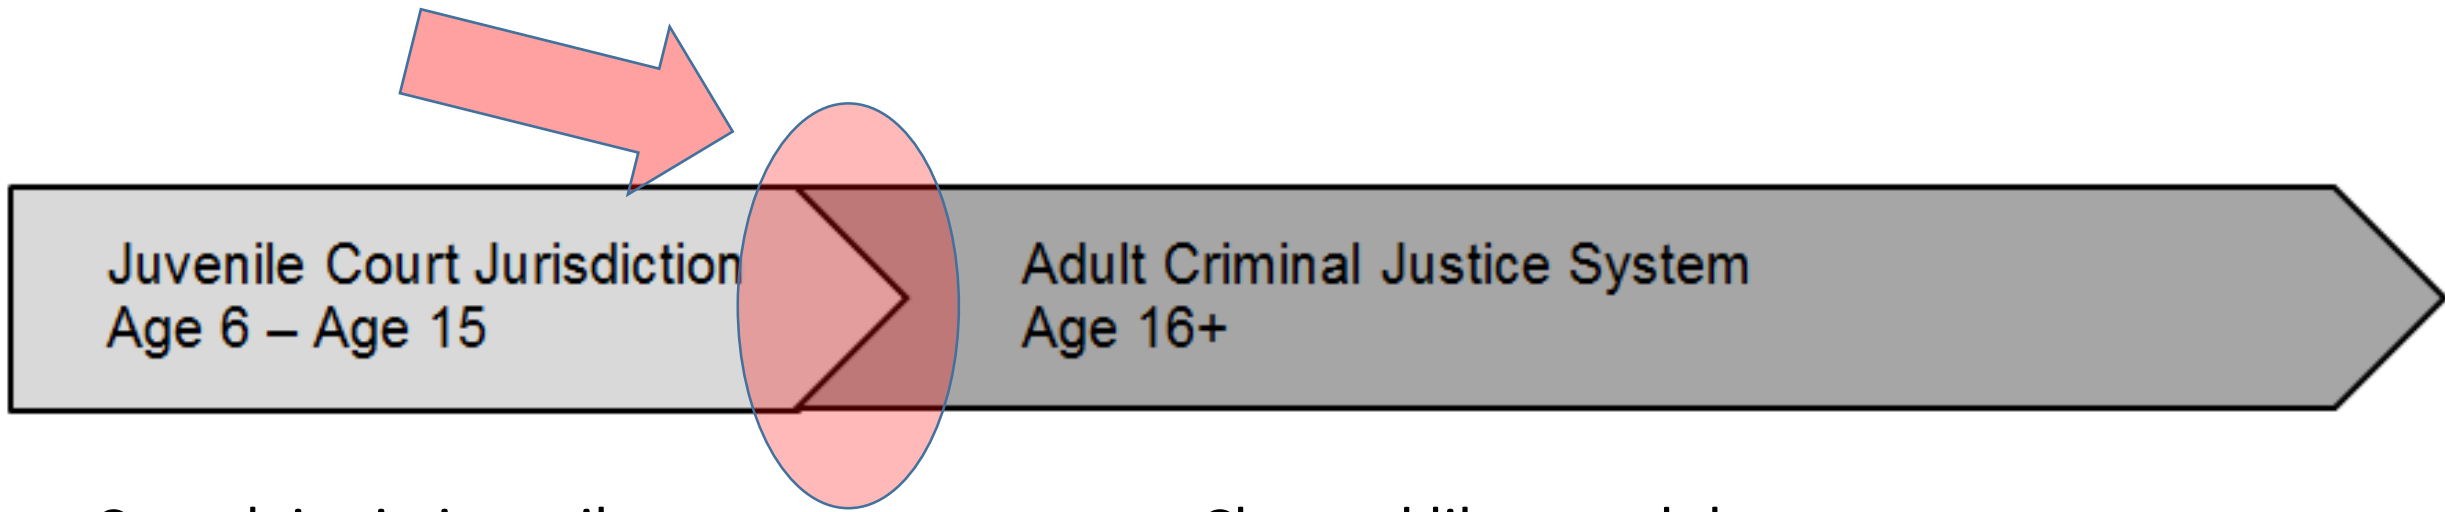 Juvenile Court Jurisdiction
Age 6 – Age 15
Adult Criminal Justice System
Age 16+